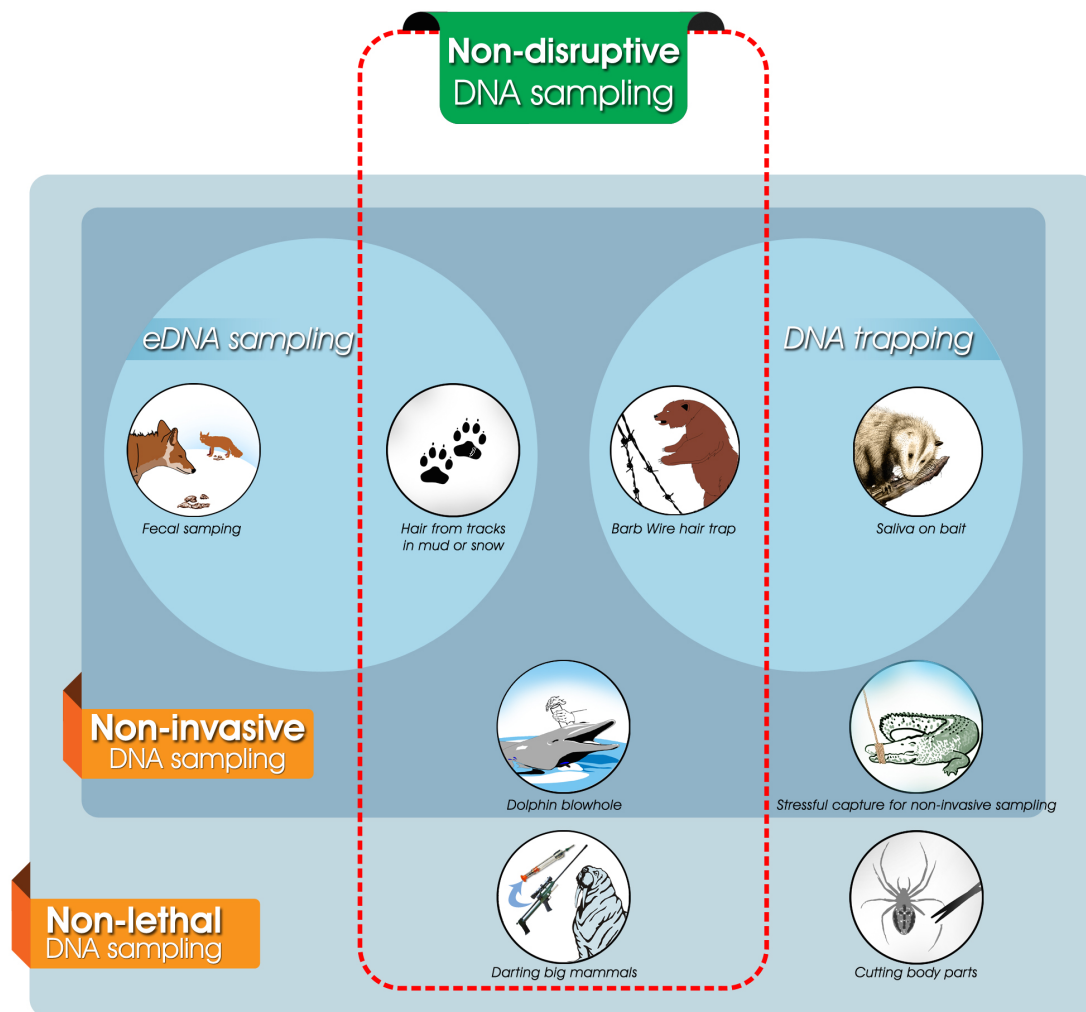 Non-disruptive
DNA sampling
eDNA sampling
DNA trapping
Fecal samping
Hair from tracks
in mud or snow
Barb Wire hair trap
Saliva on bait
Non-invasive
DNA sampling
Dolphin blowhole
Stressful capture for non-invasive sampling
Non-lethal
DNA sampling
Darting big mammals
Cutting body parts